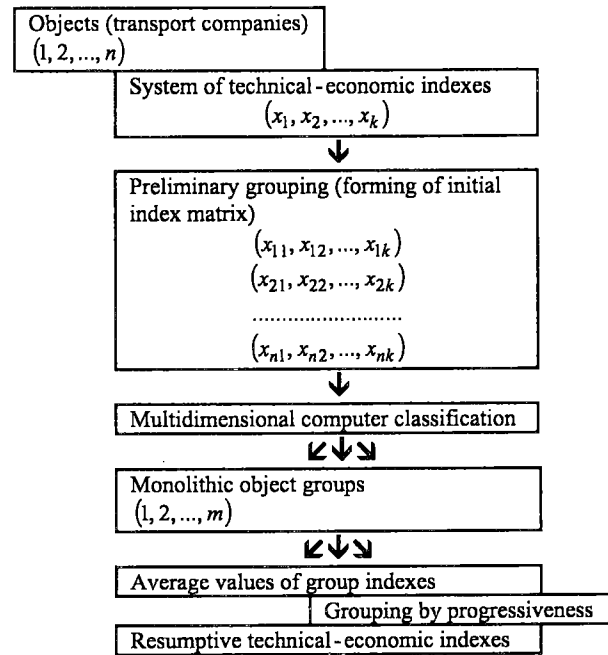 Objects (transport companies)
(1, 2, ..., n)
System of technical-economic indexes
(x₁, x₂, ..., xₖ)
Preliminary grouping (forming of initial
index matrix)
(x₁₁, x₁₂, ..., x₁ₖ)
(x₂₁, x₂₂, ..., x₂ₖ)
..........................
(xₙ₁, xₙ₂, ..., xₙₖ)
Multidimensional computer classification
Monolithic object groups
(1, 2, ..., m)
Average values of group indexes
Grouping by progressiveness
Resumptive technical-economic indexes